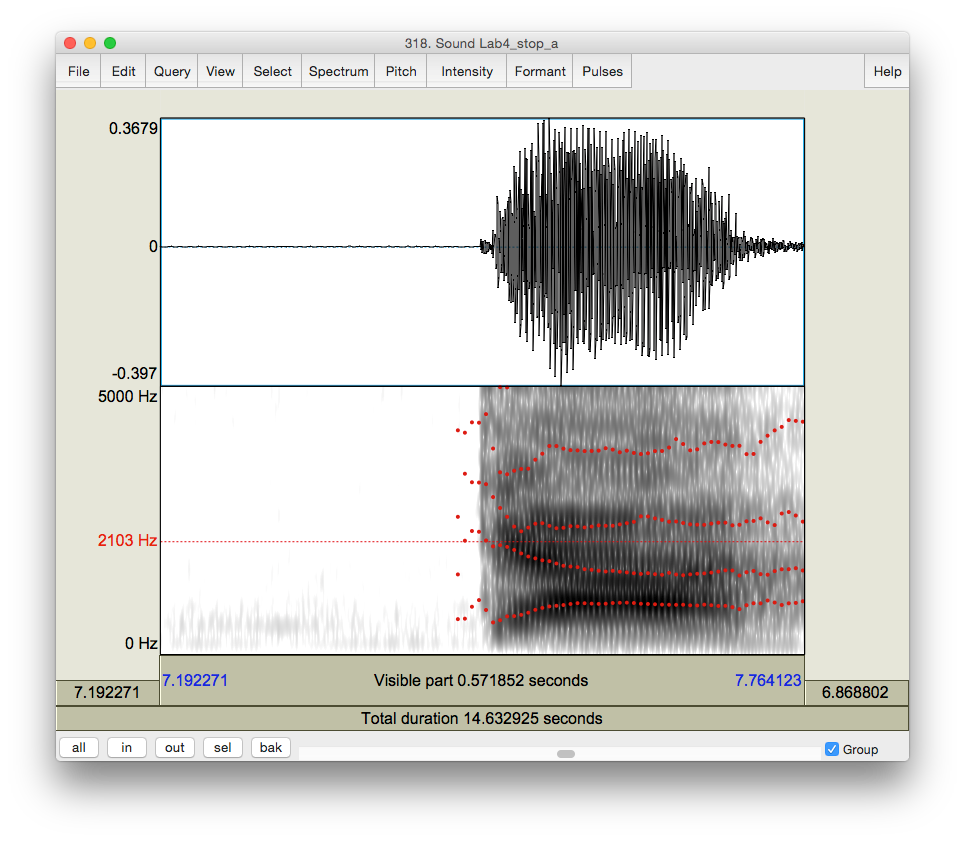 318. Sound Lab4_stop_a
File Edit Query View Select Spectrum Pitch Intensity Formant Pulses Help
0.3679
0
-0.397
5000 Hz
2103 Hz
0 Hz
7.192271 Visible part 0.571852 seconds 7.764123
7.192271 6.868802
Total duration 14.632925 seconds
all in out sel bak Group